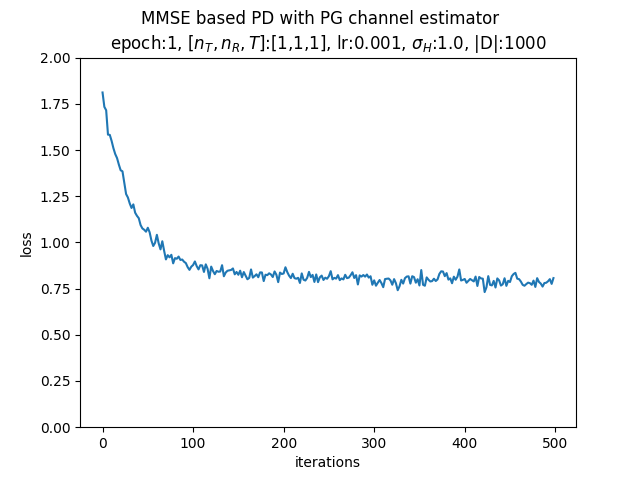 MMSE based PD with PG channel estimator
epoch:1, [n_T, n_R, T]:[1,1,1], lr:0.001, σ_H:1.0, |D|:1000
2.00
1.75
1.50
1.25
1.00
0.75
0.50
0.25
0.00
loss
0 100 200 300 400 500
iterations